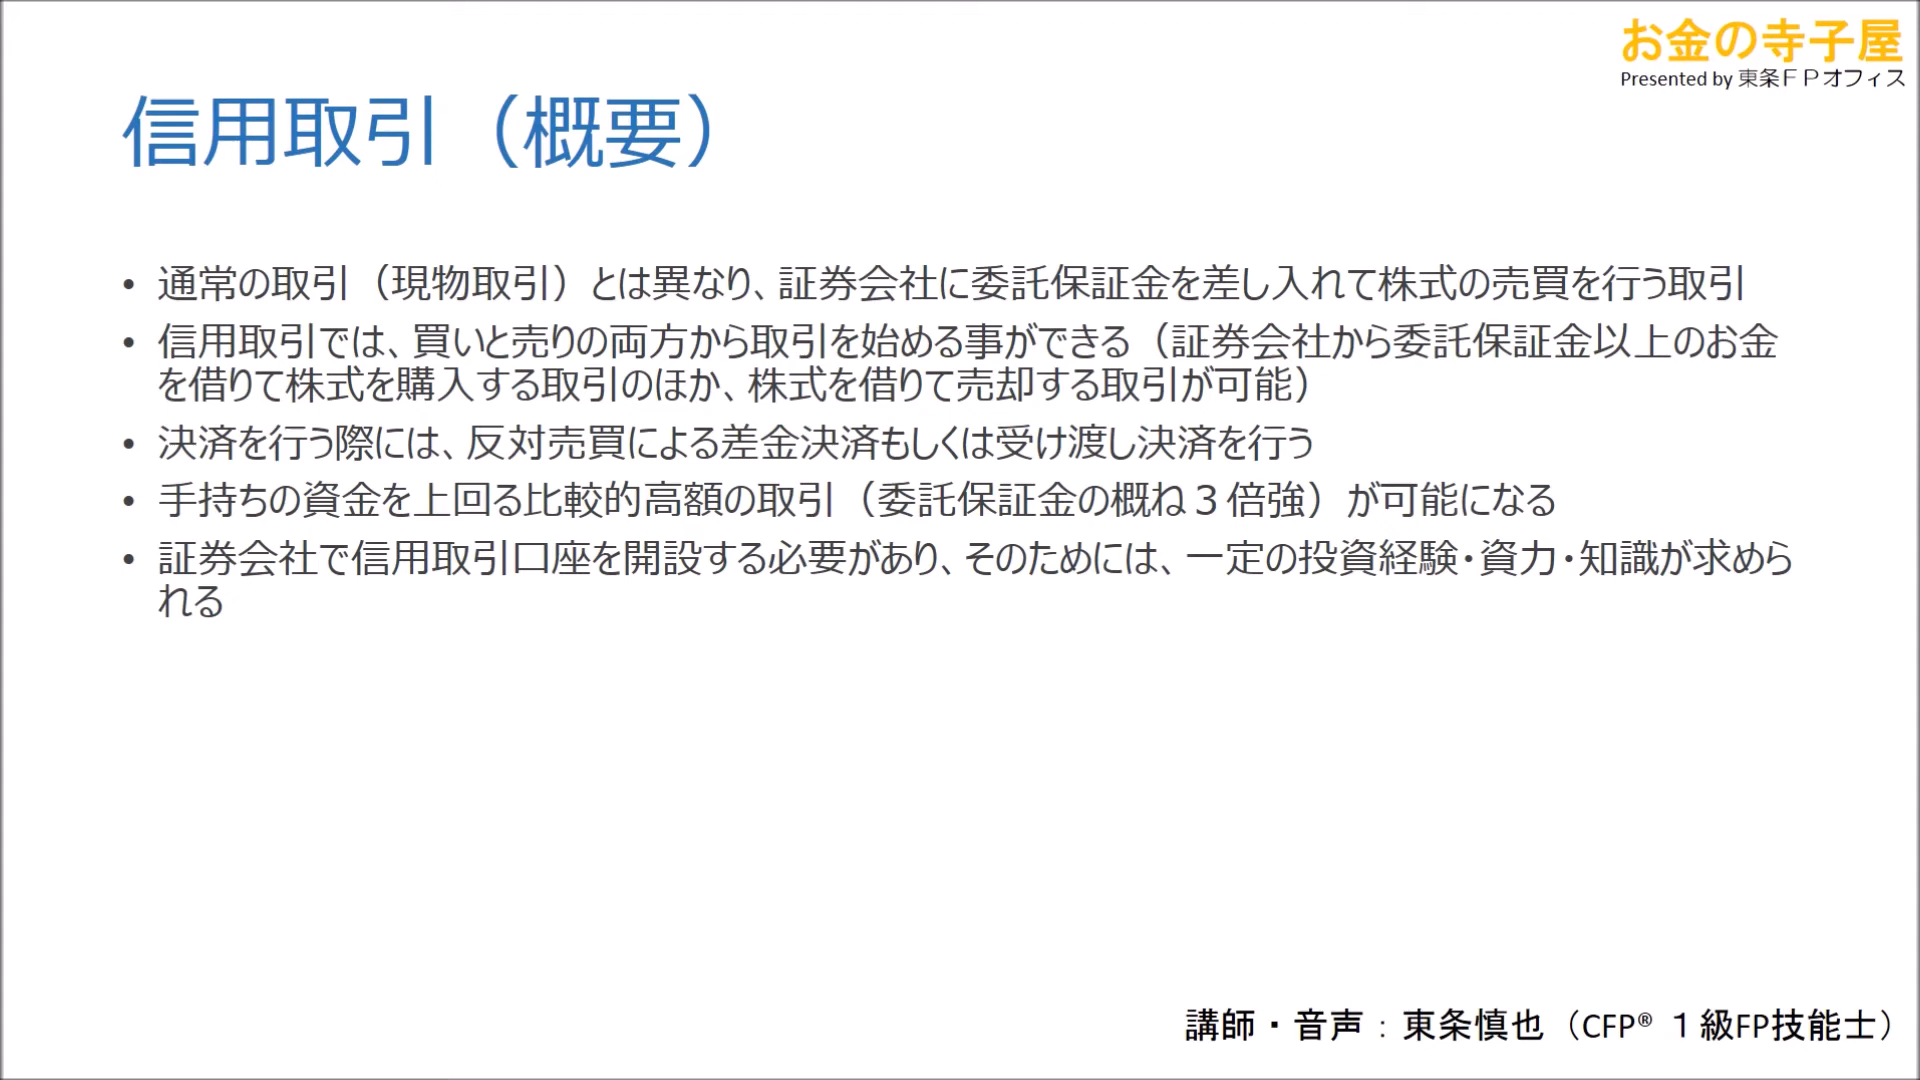 お金の寺子屋
Presented by 東条ＦＰオフィス
信用取引（概要）
• 通常の取引（現物取引）とは異なり、証券会社に委託保証金を差し入れて株式の売買を行う取引
• 信用取引では、買いと売りの両方から取引を始める事ができる（証券会社から委託保証金以上のお金
を借りて株式を購入する取引のほか、株式を借りて売却する取引が可能）
• 決済を行う際には、反対売買による差金決済もしくは受け渡し決済を行う
• 手持ちの資金を上回る比較的高額の取引（委託保証金の概ね３倍強）が可能になる
• 証券会社で信用取引口座を開設する必要があり、そのためには、一定の投資経験・資力・知識が求めら
れる
講師・音声：東条慎也（CFP® １級FP技能士）